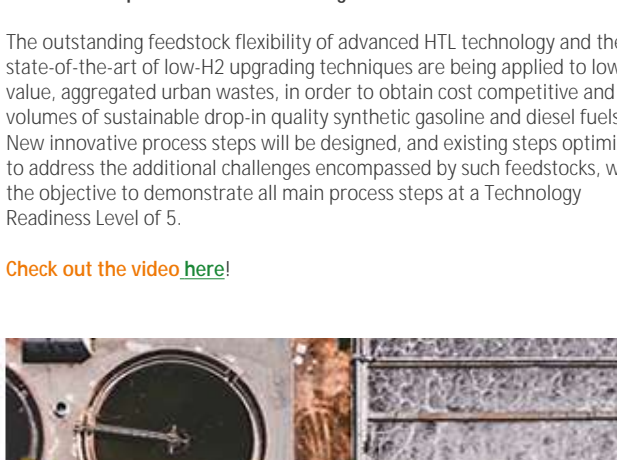 The outstanding feedstock flexibility of advanced HTL technology and the
state-of-the-art of low-H2 upgrading techniques are being applied to low
value, aggregated urban wastes, in order to obtain cost competitive and
volumes of sustainable drop-in quality synthetic gasoline and diesel fuels
New innovative process steps will be designed, and existing steps optimi
to address the additional challenges encompassed by such feedstocks, w
the objective to demonstrate all main process steps at a Technology
Readiness Level of 5.
Check out the video here!